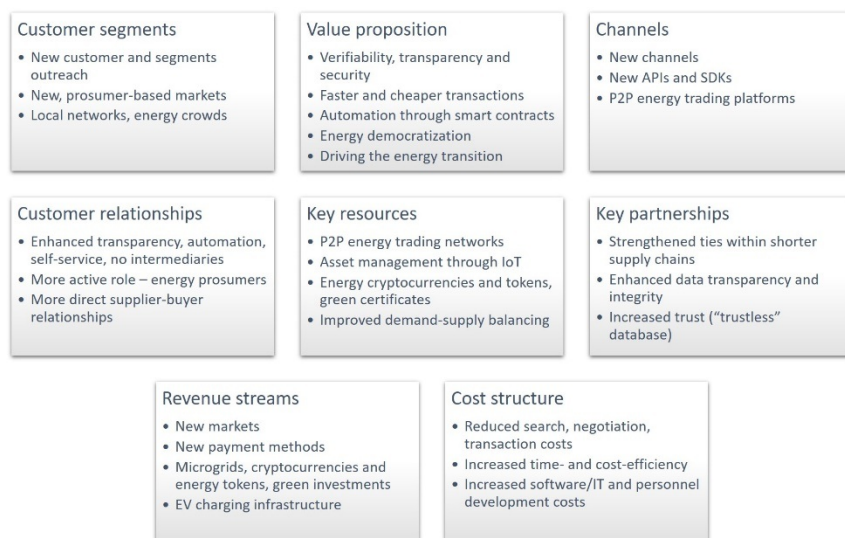 Customer segments
• New customer and segments
outreach
• New, prosumer-based markets
• Local networks, energy crowds
Value proposition
• Verifiability, transparency and
security
• Faster and cheaper transactions
• Automation through smart contracts
• Energy democratization
• Driving the energy transition
Channels
• New channels
• New APIs and SDKs
• P2P energy trading platforms
Customer relationships
• Enhanced transparency, automation,
self-service, no intermediaries
• More active role – energy prosumers
• More direct supplier-buyer
relationships
Key resources
• P2P energy trading networks
• Asset management through IoT
• Energy cryptocurrencies and tokens,
green certificates
• Improved demand-supply balancing
Key partnerships
• Strengthened ties within shorter
supply chains
• Enhanced data transparency and
integrity
• Increased trust (“trustless”
database)
Revenue streams
• New markets
• New payment methods
• Microgrids, cryptocurrencies and
energy tokens, green investments
• EV charging infrastructure
Cost structure
• Reduced search, negotiation,
transaction costs
• Increased time- and cost-efficiency
• Increased software/IT and personnel
development costs